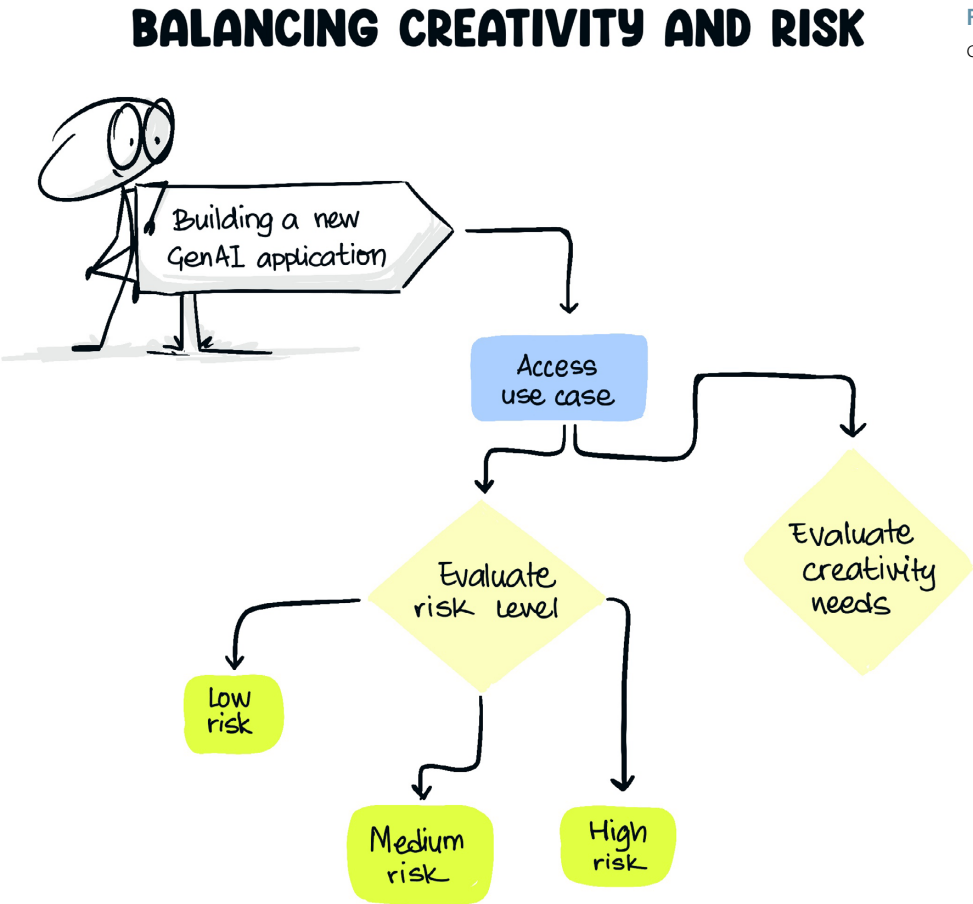 BALANCING CREATIVITY AND RISK
Building a new
GenAI application
Access
use case
Evaluate
risk level
Evaluate
creativity
needs
Low
risk
Medium
risk
High
risk